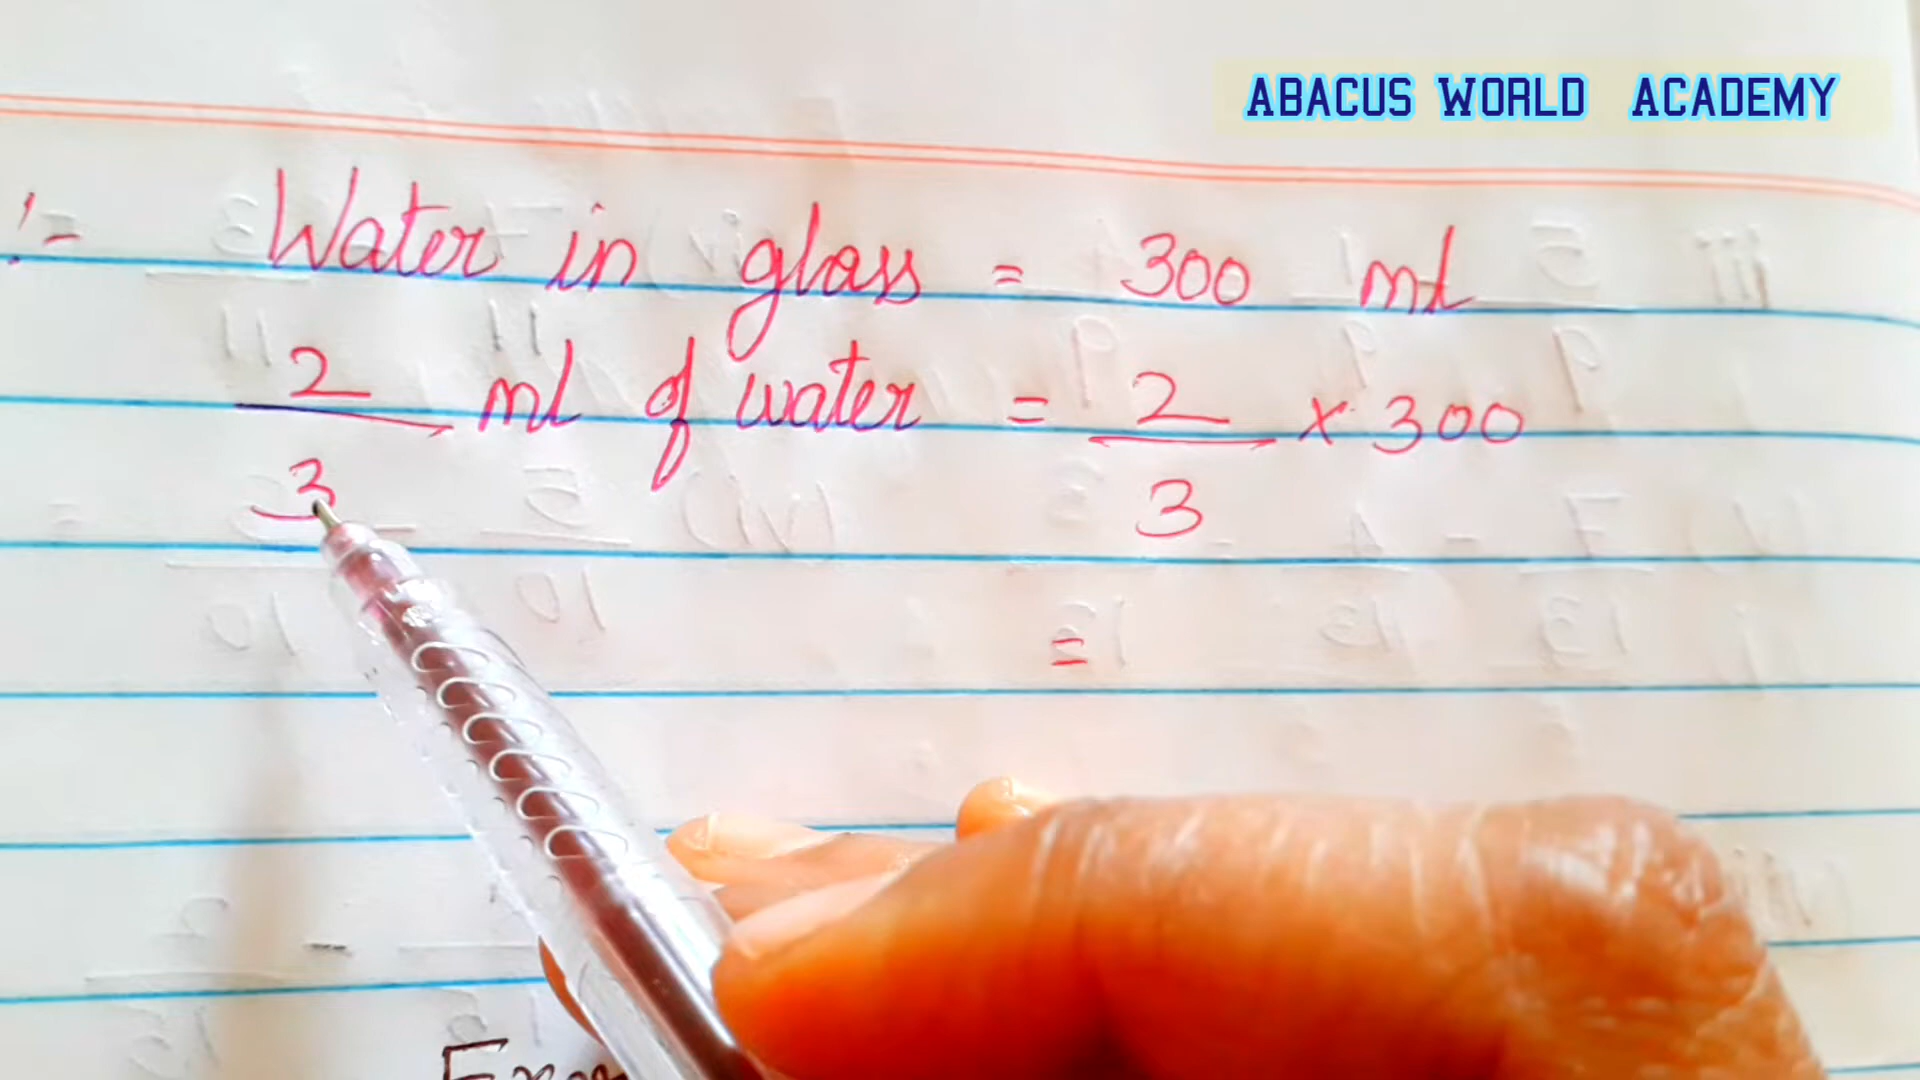 ABACUS WORLD ACADEMY
:- Water in glass = 300 ml
2/3 ml of water = 2/3 x 300
=